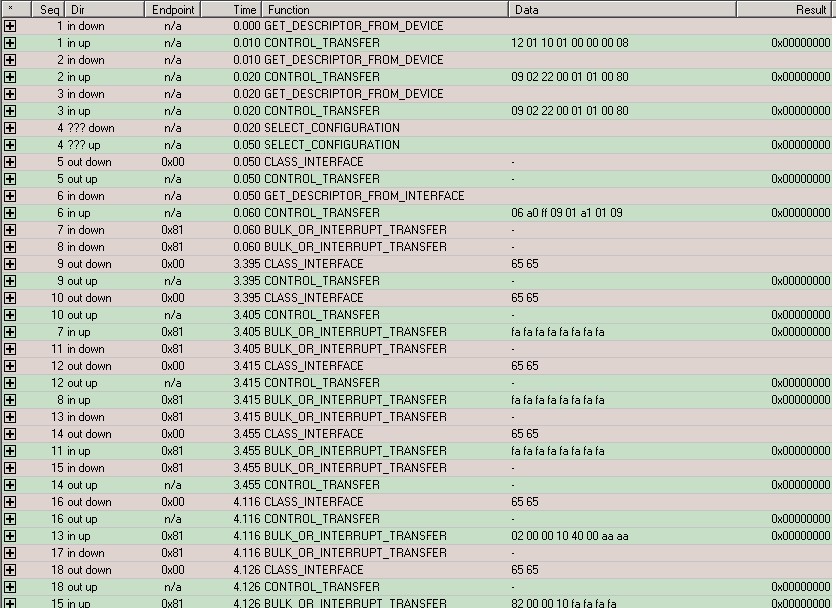 * Seq Dir Endpoint Time Function Data Result
1 in down n/a 0.000 GET_DESCRIPTOR_FROM_DEVICE
1 in up n/a 0.010 CONTROL_TRANSFER 12 01 10 01 00 00 00 08 0x00000000
2 in down n/a 0.010 GET_DESCRIPTOR_FROM_DEVICE
2 in up n/a 0.020 CONTROL_TRANSFER 09 02 22 00 01 01 00 80 0x00000000
3 in down n/a 0.020 GET_DESCRIPTOR_FROM_DEVICE
3 in up n/a 0.020 CONTROL_TRANSFER 09 02 22 00 01 01 00 80 0x00000000
4 ??? down n/a 0.020 SELECT_CONFIGURATION
4 ??? up n/a 0.050 SELECT_CONFIGURATION 0x00000000
5 out down 0x00 0.050 CLASS_INTERFACE -
5 out up n/a 0.050 CONTROL_TRANSFER - 0x00000000
6 in down n/a 0.050 GET_DESCRIPTOR_FROM_INTERFACE
6 in up n/a 0.060 CONTROL_TRANSFER 06 a0 ff 09 01 a1 01 09 0x00000000
7 in down 0x81 0.060 BULK_OR_INTERRUPT_TRANSFER -
8 in down 0x81 0.060 BULK_OR_INTERRUPT_TRANSFER -
9 out down 0x00 3.395 CLASS_INTERFACE 65 65
9 out up n/a 3.395 CONTROL_TRANSFER - 0x00000000
10 out down 0x00 3.395 CLASS_INTERFACE 65 65
10 out up n/a 3.405 CONTROL_TRANSFER - 0x00000000
7 in up 0x81 3.405 BULK_OR_INTERRUPT_TRANSFER fa fa fa fa fa fa fa fa 0x00000000
11 in down 0x81 3.405 BULK_OR_INTERRUPT_TRANSFER -
12 out down 0x00 3.415 CLASS_INTERFACE 65 65
12 out up n/a 3.415 CONTROL_TRANSFER - 0x00000000
8 in up 0x81 3.415 BULK_OR_INTERRUPT_TRANSFER fa fa fa fa fa fa fa fa 0x00000000
13 in down 0x81 3.415 BULK_OR_INTERRUPT_TRANSFER -
14 out down 0x00 3.455 CLASS_INTERFACE 65 65
11 in up 0x81 3.455 BULK_OR_INTERRUPT_TRANSFER fa fa fa fa fa fa fa fa 0x00000000
15 in down 0x81 3.455 BULK_OR_INTERRUPT_TRANSFER -
14 out up n/a 3.455 CONTROL_TRANSFER - 0x00000000
16 out down 0x00 4.116 CLASS_INTERFACE 65 65
16 out up n/a 4.116 CONTROL_TRANSFER - 0x00000000
13 in up 0x81 4.116 BULK_OR_INTERRUPT_TRANSFER 02 00 00 10 40 00 aa aa 0x00000000
17 in down 0x81 4.116 BULK_OR_INTERRUPT_TRANSFER -
18 out down 0x00 4.126 CLASS_INTERFACE 65 65
18 out up n/a 4.126 CONTROL_TRANSFER - 0x00000000
15 in up 0x81 4.126 BULK_OR_INTERRUPT_TRANSFER 82 00 00 10 fa fa fa fa 0x00000000